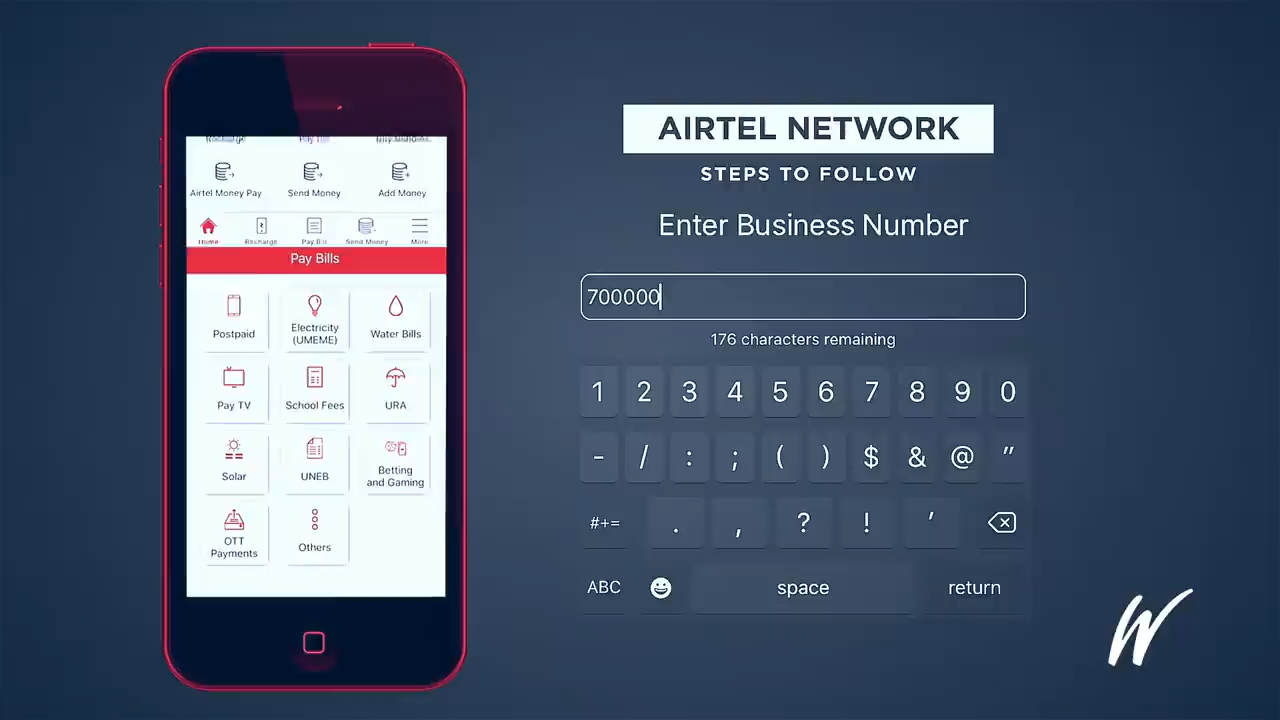 Airtel Money Pay
Send Money
Add Money
Home
Recharge
Pay Bill
Send Money
More
Pay Bills
Postpaid
Electricity
(UMEME)
Water Bills
Pay TV
School Fees
URA
Solar
UNEB
Betting
and Gaming
OTT
Payments
Others
AIRTEL NETWORK
STEPS TO FOLLOW
Enter Business Number
700000
176 characters remaining
1 2 3 4 5 6 7 8 9 0
- / : ; ( ) $ & @ "
#+= . , ? ! '
ABC space return
W